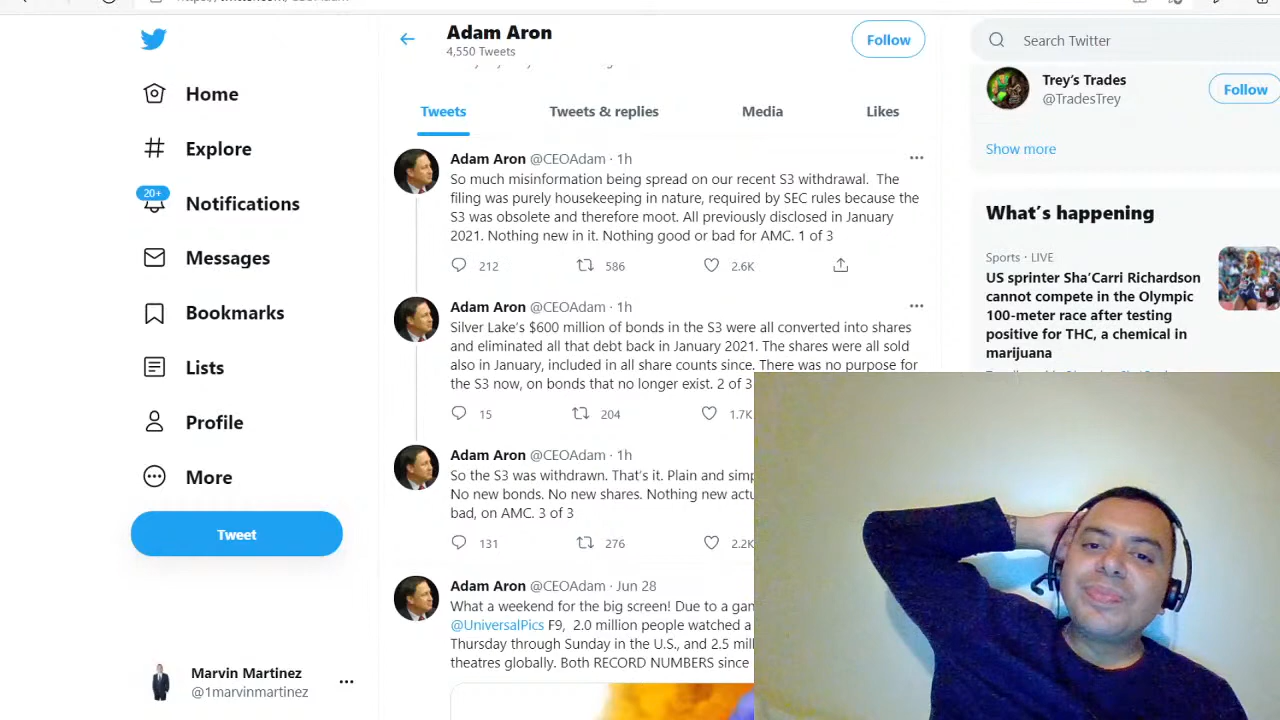 Adam Aron
4,550 Tweets
Follow
Search Twitter
Home
Explore
20+
Notifications
Messages
Bookmarks
Lists
Profile
More
Tweet
Marvin Martinez
@1marvinmartinez
Tweets
Tweets & replies
Media
Likes
Adam Aron @CEOAdam · 1h
So much misinformation being spread on our recent S3 withdrawal. The
filing was purely housekeeping in nature, required by SEC rules because the
S3 was obsolete and therefore moot. All previously disclosed in January
2021. Nothing new in it. Nothing good or bad for AMC. 1 of 3
212 586 2.6K
Adam Aron @CEOAdam · 1h
Silver Lake's $600 million of bonds in the S3 were all converted into shares
and eliminated all that debt back in January 2021. The shares were all sold
also in January, included in all share counts since. There was no purpose for
the S3 now, on bonds that no longer exist. 2 of 3
15 204 1.7K
Adam Aron @CEOAdam · 1h
So the S3 was withdrawn. That's it. Plain and
No new bonds. No new shares. Nothing new
bad, on AMC. 3 of 3
131 276 2.2K
Adam Aron @CEOAdam · Jun 28
What a weekend for the big screen! Due to a
@UniversalPics F9, 2.0 million people watched a
Thursday through Sunday in the U.S., and 2.5
theatres globally. Both RECORD NUMBERS since
Trey's Trades
@TradesTrey
Follow
Show more
What's happening
Sports · LIVE
US sprinter Sha'Carri Richardson
cannot compete in the Olympic
100-meter race after testing
positive for THC, a chemical in
marijuana